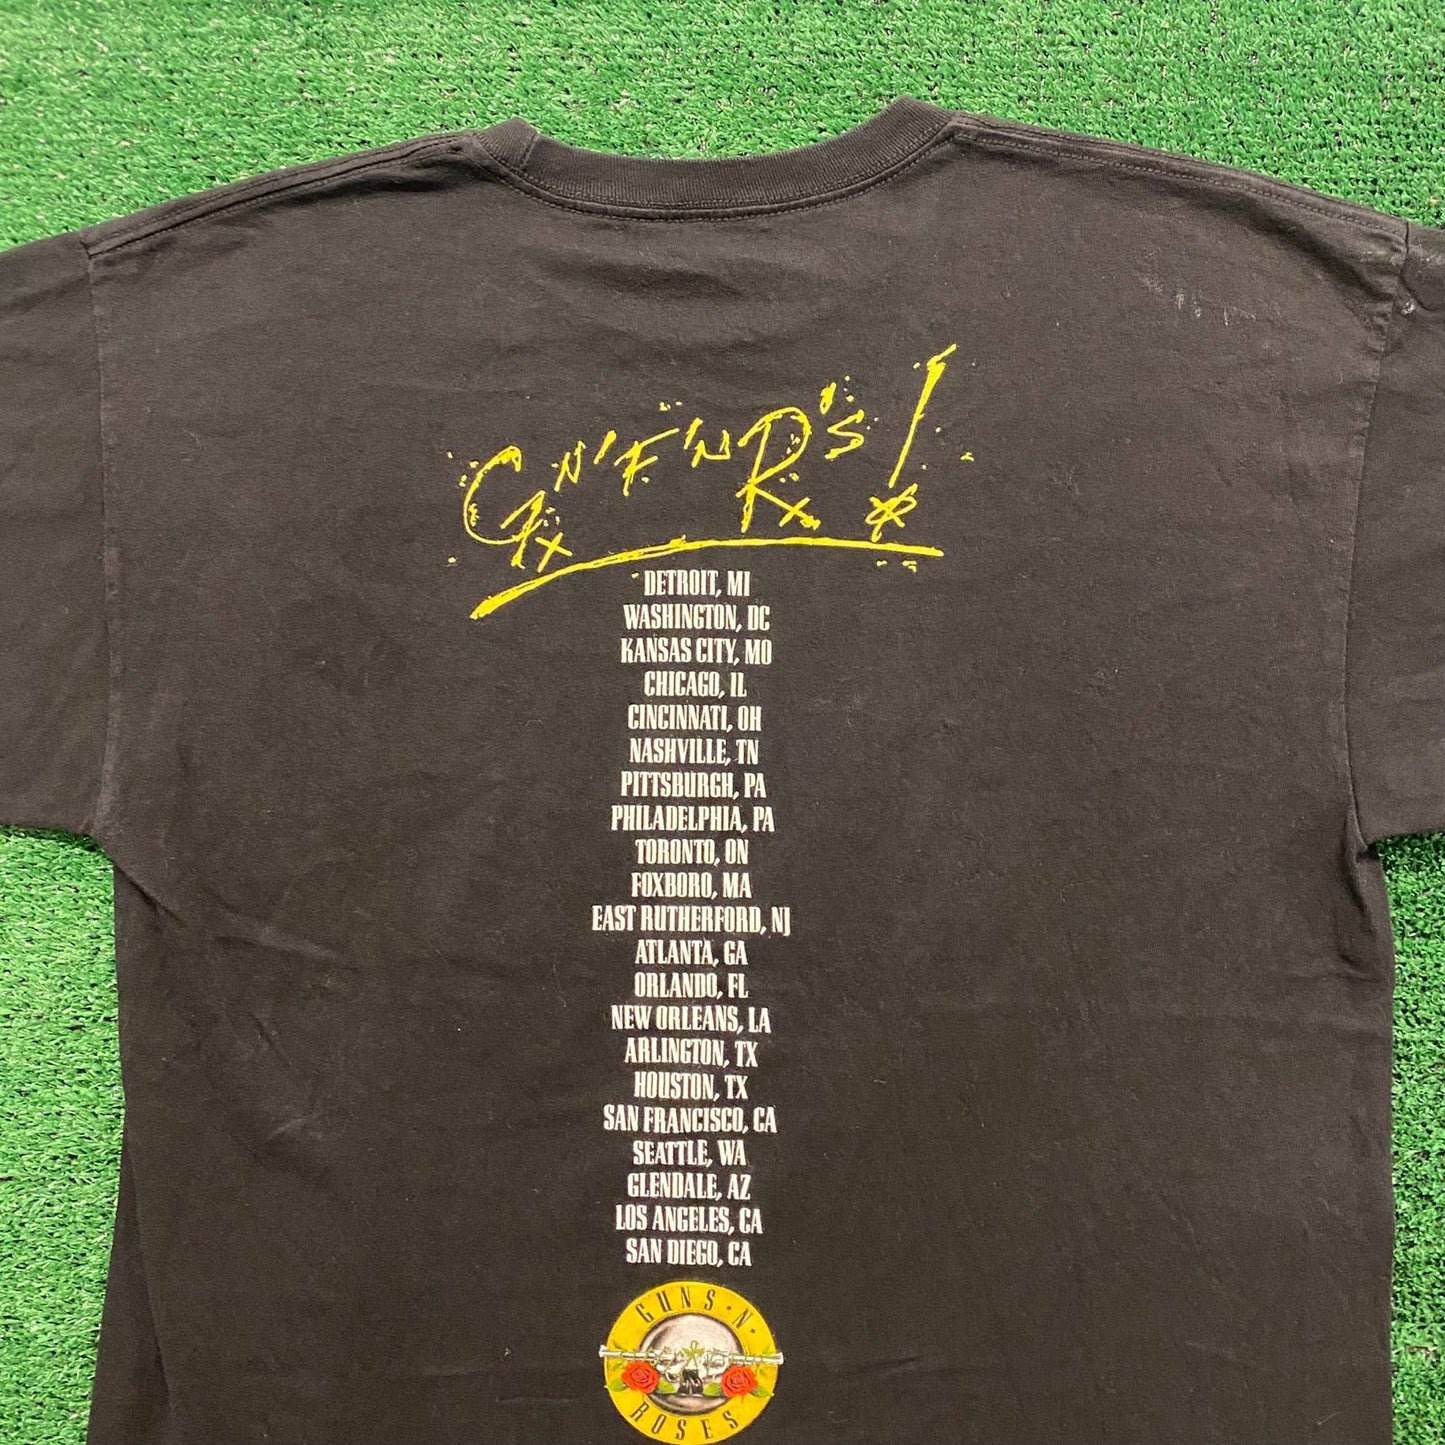 GN'F'NR's!
DETROIT, MI
WASHINGTON, DC
KANSAS CITY, MO
CHICAGO, IL
CINCINNATI, OH
NASHVILLE, TN
PITTSBURGH, PA
PHILADELPHIA, PA
TORONTO, ON
FOXBORO, MA
EAST RUTHERFORD, NJ
ATLANTA, GA
ORLANDO, FL
NEW ORLEANS, LA
ARLINGTON, TX
HOUSTON, TX
SAN FRANCISCO, CA
SEATTLE, WA
GLENDALE, AZ
LOS ANGELES, CA
SAN DIEGO, CA
GUNS • N •
ROSES